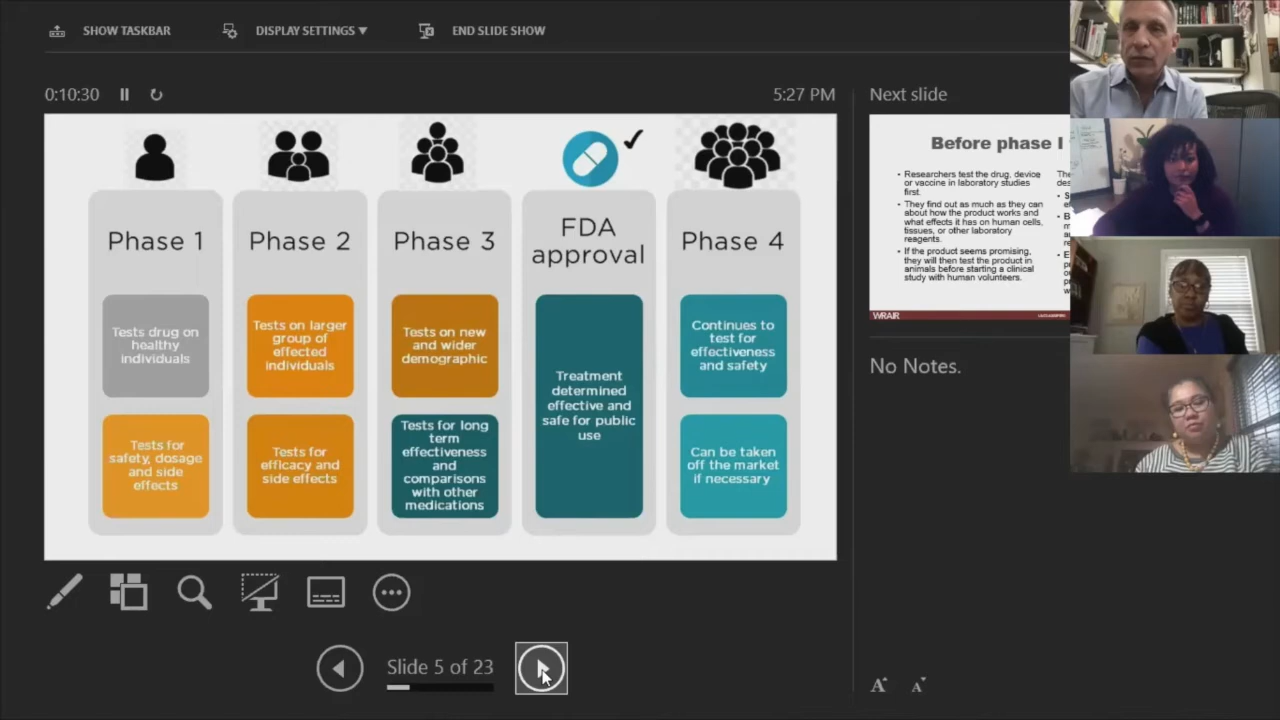 SHOW TASKBAR
DISPLAY SETTINGS
END SLIDE SHOW
0:10:30
5:27 PM
Phase 1
Tests drug on
healthy
individuals
Tests for
safety, dosage
and side
effects
Phase 2
Tests on larger
group of
effected
individuals
Tests for
efficacy and
side effects
Phase 3
Tests on new
and wider
demographic
Tests for long
term
effectiveness
and
comparisons
with other
medications
FDA
approval
Treatment
determined
effective and
safe for public
use
Phase 4
Continues to
test for
effectiveness
and safety
Can be taken
off the market
if necessary
Slide 5 of 23
Next slide
Before phase I
• Researchers test the drug, device
or vaccine in laboratory studies
first.
• They find out as much as they can
about how the product works and
what effects it has on human cells,
tissues, or other laboratory
reagents.
• If the product seems promising,
they will then test the product in
animals before starting a clinical
study with human volunteers.
WRAIR
No Notes.
A A